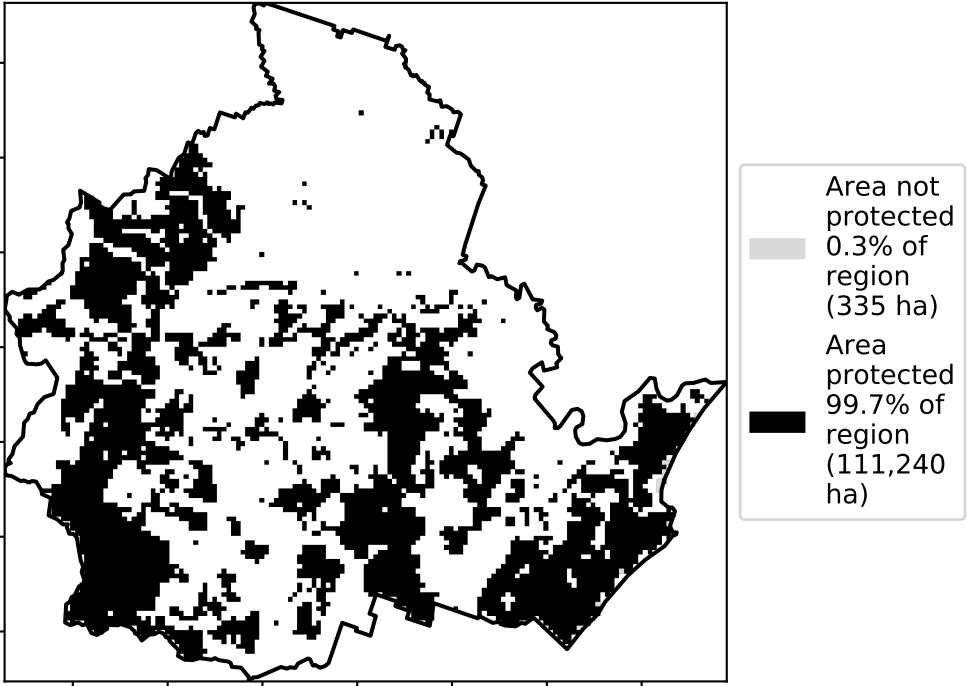 Area not
protected
0.3% of
region
(335 ha)
Area
protected
99.7% of
region
(111,240
ha)